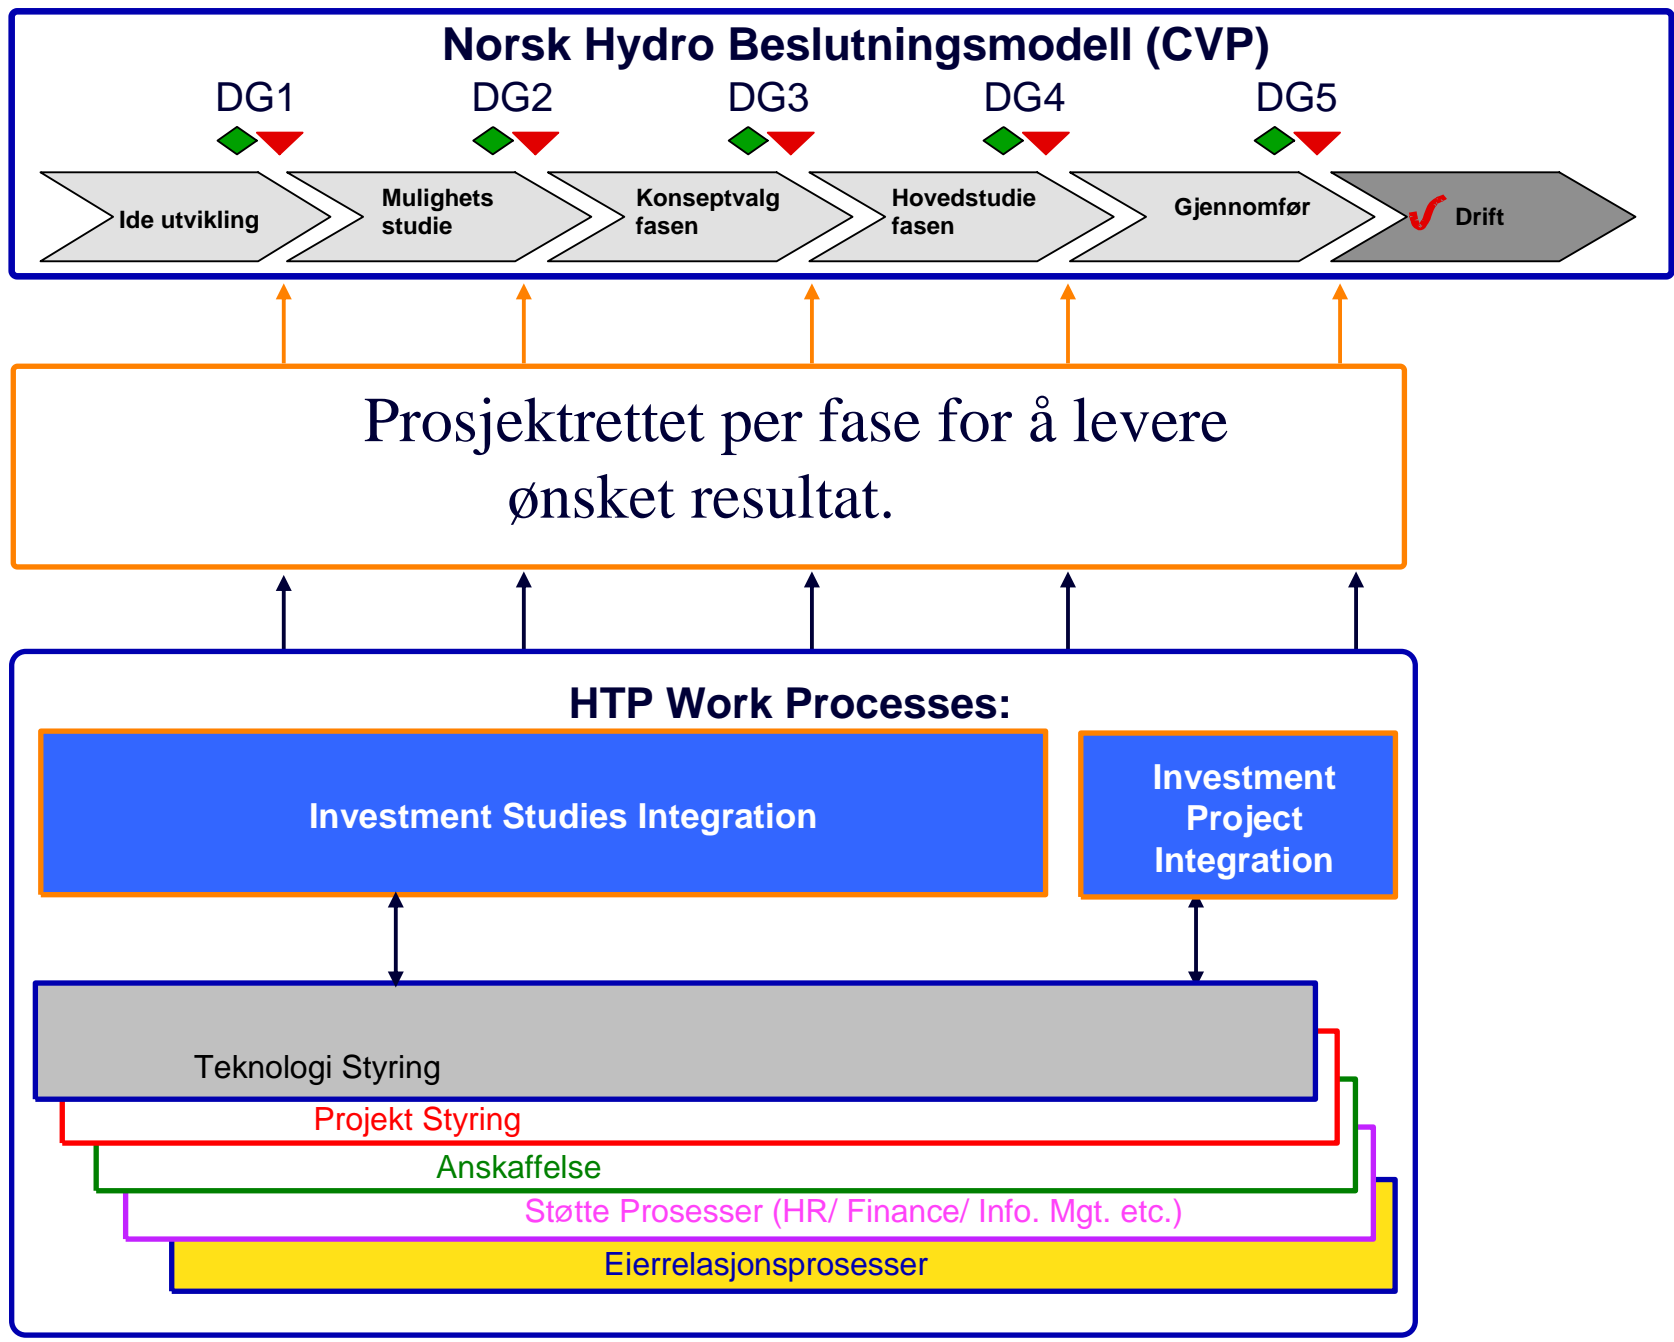 Norsk Hydro Beslutningsmodell (CVP)
DG1 DG2 DG3 DG4 DG5
Ide utvikling
Mulighets
studie
Konseptvalg
fasen
Hovedstudie
fasen
Gjennomfør
Drift
Prosjektrettet per fase for å levere
ønsket resultat.
HTP Work Processes:
Investment Studies Integration
Investment
Project
Integration
Teknologi Styring
Projekt Styring
Anskaffelse
Støtte Prosesser (HR/ Finance/ Info. Mgt. etc.)
Eierrelasjonsprosesser